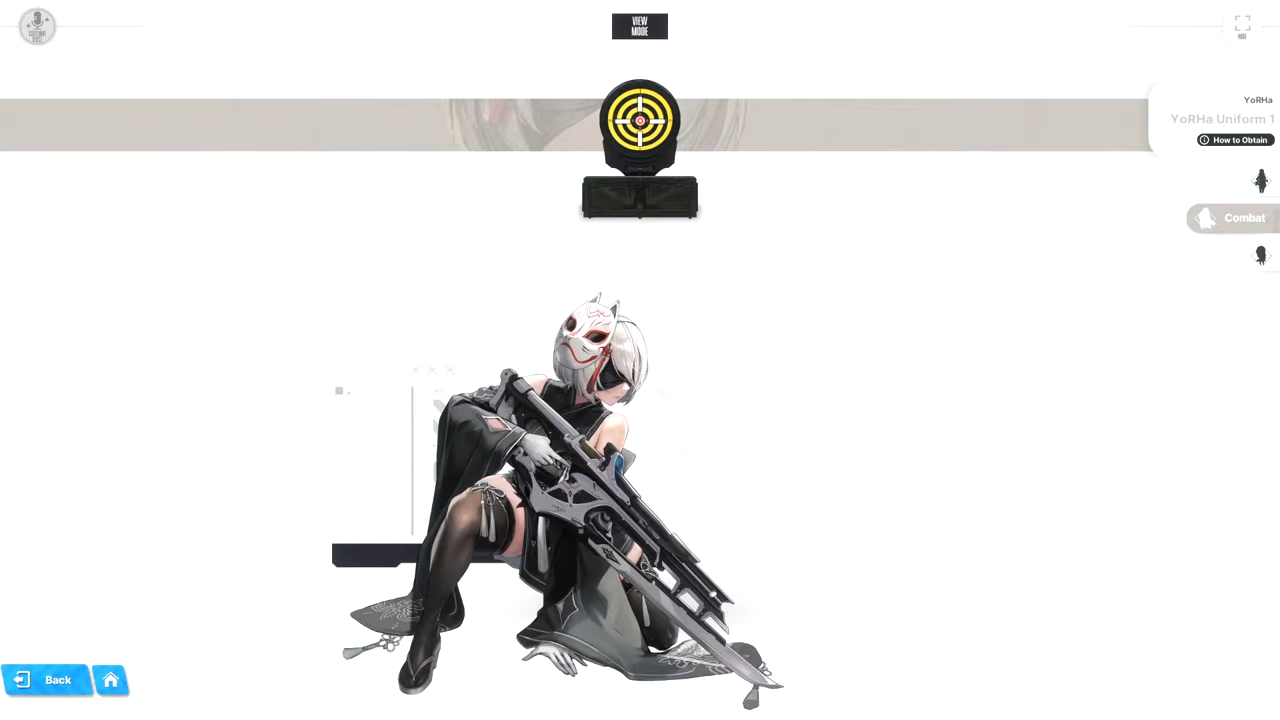 VIEW
MODE
YoRHa
YoRHa Uniform 1
How to Obtain
Combat
Back